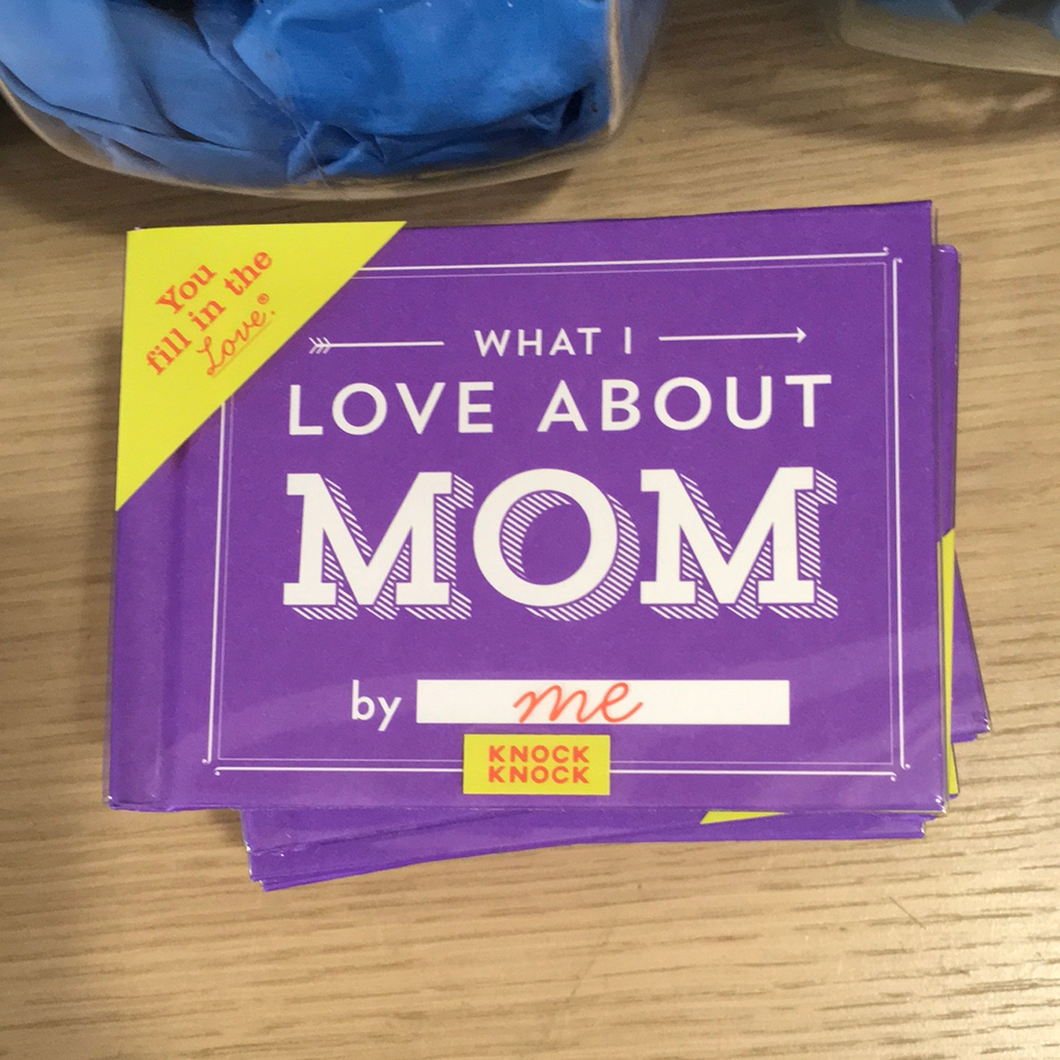 You
fill in the
Love.®
WHAT I
LOVE ABOUT
MOM
by me
KNOCK
KNOCK